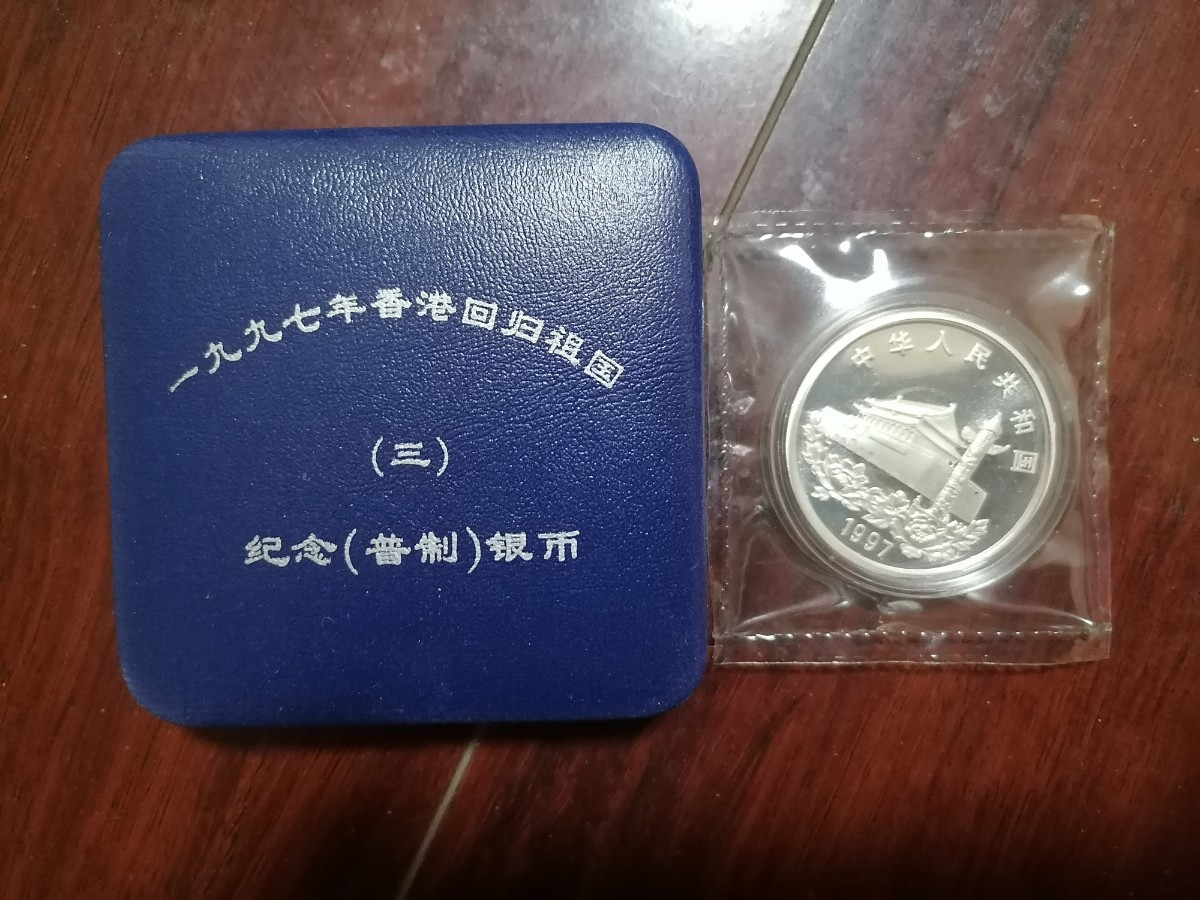 一九九七年香港回归祖国
(三)
纪念(普制)银币
中华人民共和国
1997